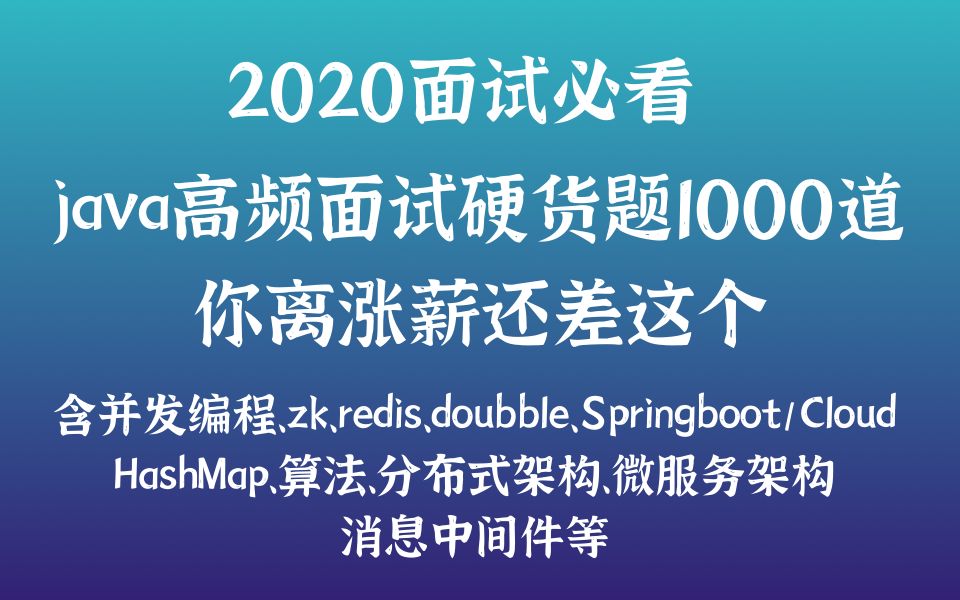 2020面试必看
java高频面试硬货题1000道
你离涨薪还差这个
含并发编程、zk、redis、doubble、Springboot/Cloud
HashMap、算法、分布式架构、微服务架构
消息中间件等